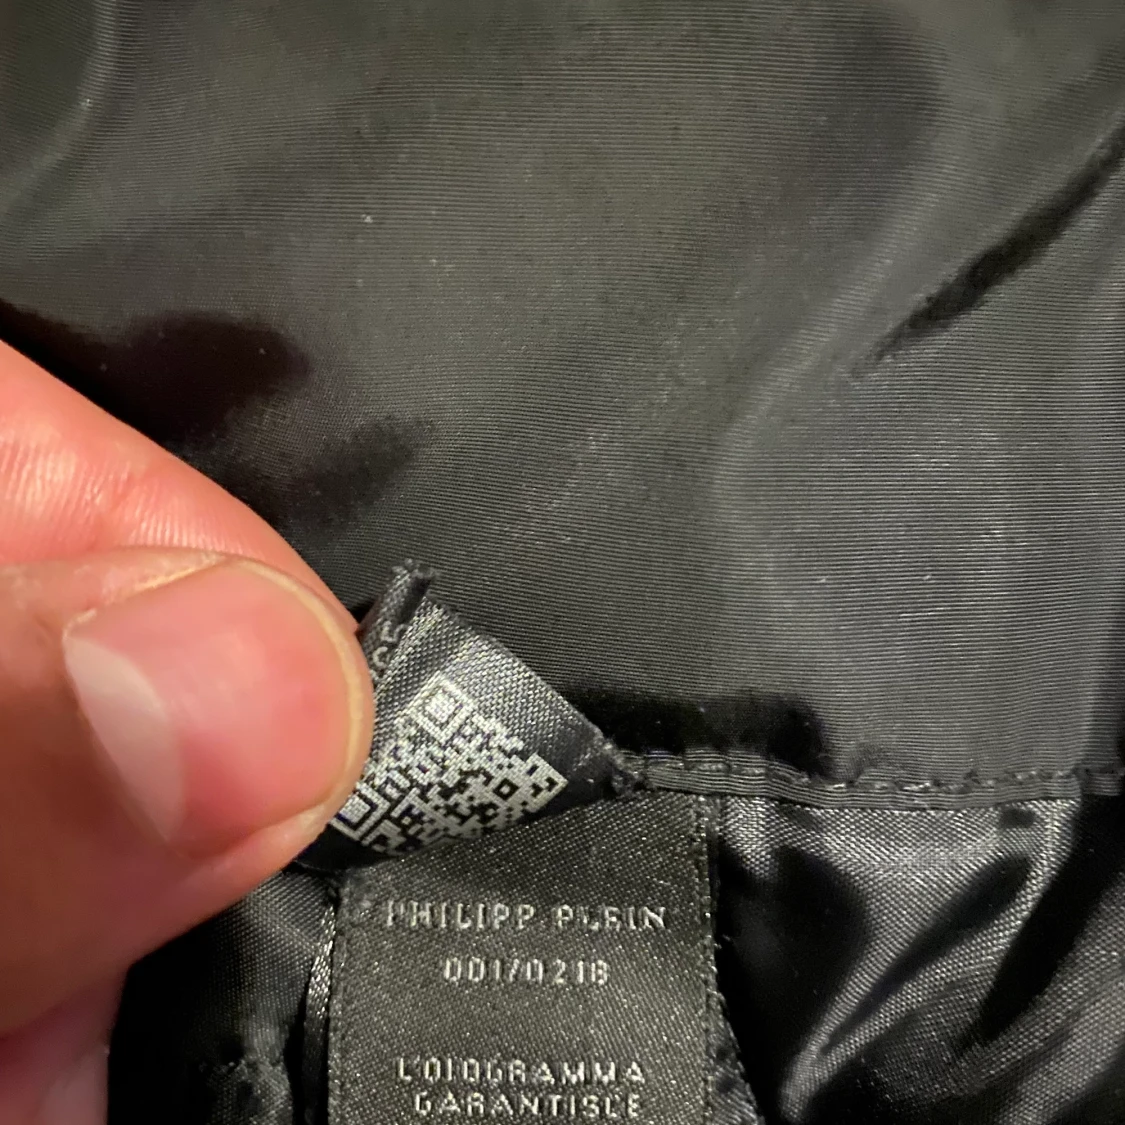 PHILIPP PLEIN
001/0218
L'OLOGRAMMA
GARANTISCE